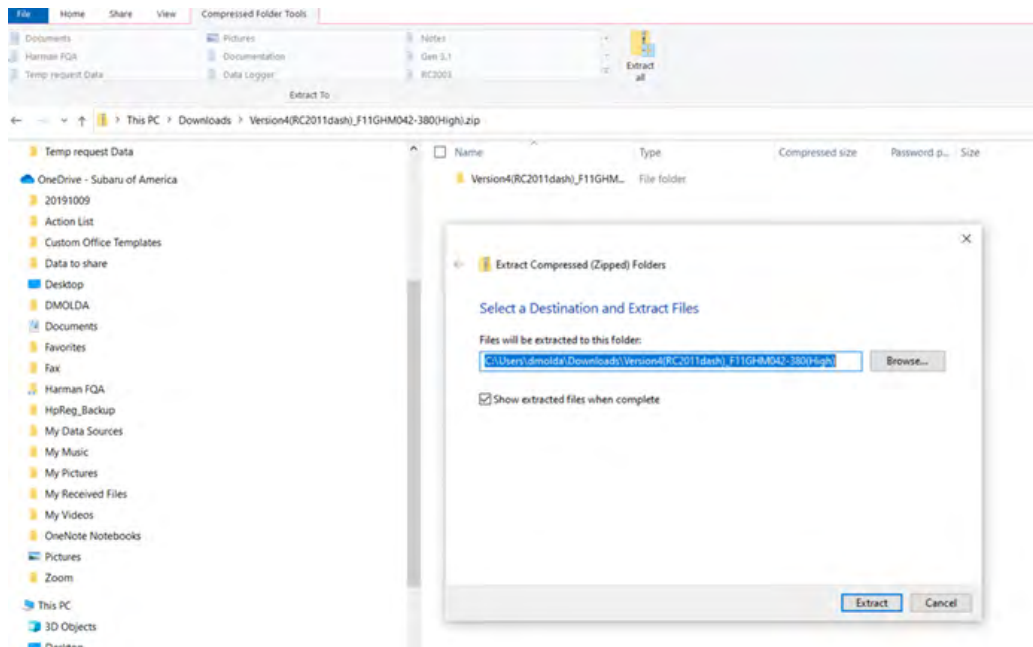 File Home Share View Compressed Folder Tools
Documents Pictures Notes
Harman FQA Documentation Gen 3.1
Temp request Data Data Logger RC2003
Extract all
Extract To
This PC > Downloads > Version4(RC2011dash)_F11GHM042-380(High).zip
Temp request Data
Name Type Compressed size Password p... Size
OneDrive - Subaru of America
Version4(RC2011dash)_F11GHM... File folder
20191009
Action List
Custom Office Templates
Data to share
Desktop
DMOLDA
Documents
Favorites
Fax
Harman FQA
HpReg_Backup
My Data Sources
My Music
My Pictures
My Received Files
My Videos
OneNote Notebooks
Pictures
Zoom
This PC
3D Objects
Desktop
Extract Compressed (Zipped) Folders
Select a Destination and Extract Files
Files will be extracted to this folder:
C:\Users\dmolda\Downloads\Version4(RC2011dash)_F11GHM042-380(High)
Browse...
Show extracted files when complete
Extract Cancel